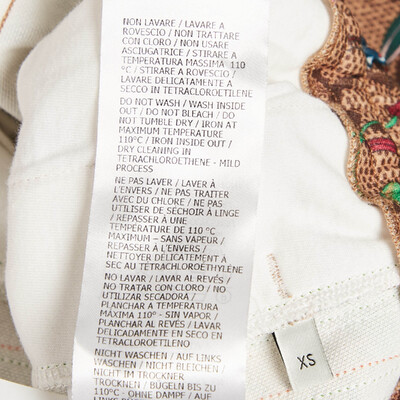 NON LAVARE / LAVARE A
ROVESCIO / NON TRATTARE
CON CLORO / NON USARE
ASCIUGATRICE / STIRARE A
TEMPERATURA MASSIMA 110
°C / STIRARE A ROVESCIO /
LAVARE DELICATAMENTE A
SECCO IN TETRACLOROETILENE
DO NOT WASH / WASH INSIDE
OUT / DO NOT BLEACH / DO
NOT TUMBLE DRY / IRON AT
MAXIMUM TEMPERATURE
110°C / IRON INSIDE OUT /
DRY CLEANING IN
TETRACHLOROETHENE - MILD
PROCESS
NE PAS LAVER / LAVER À
L'ENVERS / NE PAS TRAITER
AVEC DU CHLORE / NE PAS
UTILISER DE SÉCHOIR À LINGE
/ REPASSER À UNE
TEMPÉRATURE DE 110 °C
MAXIMUM – SANS VAPEUR /
REPASSER À L'ENVERS /
NETTOYER DÉLICATEMENT À
SEC AU TÉTRACHLOROÉTHYLÈNE
NO LAVAR / LAVAR AL REVÉS /
NO TRATAR CON CLORO / NO
UTILIZAR SECADORA /
PLANCHAR A TEMPERATURA
MÁXIMA 110° - SIN VAPOR /
PLANCHAR AL REVÉS / LAVAR
DELICADAMENTE EN SECO EN
TETRACLOROETILENO
NICHT WASCHEN / AUF LINKS
WASCHEN / NICHT BLEICHEN /
NICHT IM TROCKNER
TROCKNEN / BÜGELN BIS ZU
110°C - OHNE DAMPF / AUF
XS